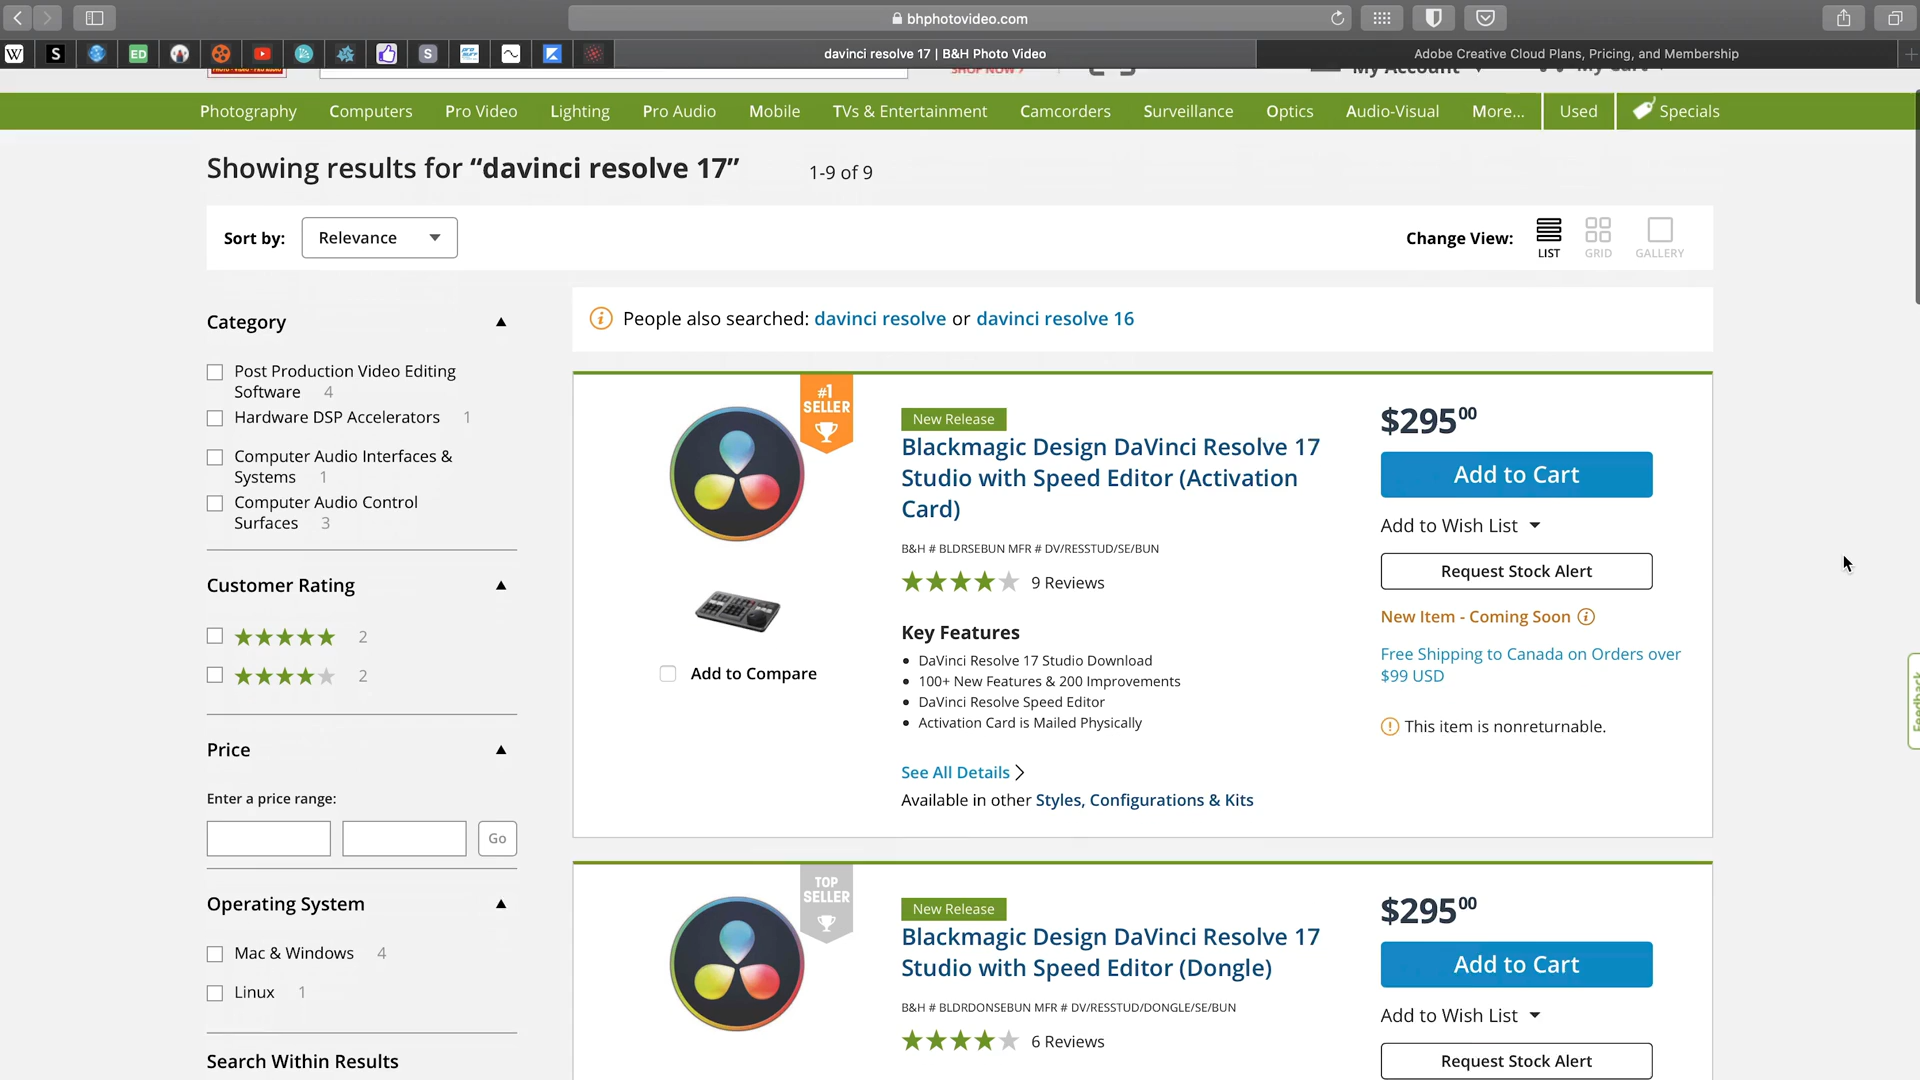 bhphotovideo.com
W S ED S
davinci resolve 17 | B&H Photo Video
Adobe Creative Cloud Plans, Pricing, and Membership
SHOP NOW >
My Account
My Cart
Photography Computers Pro Video Lighting Pro Audio Mobile TVs & Entertainment Camcorders Surveillance Optics Audio-Visual More... Used Specials
Showing results for “davinci resolve 17”
1-9 of 9
Sort by: Relevance
Change View: LIST GRID GALLERY
Category
Post Production Video Editing
Software 4
Hardware DSP Accelerators 1
Computer Audio Interfaces &
Systems 1
Computer Audio Control
Surfaces 3
Customer Rating
2
2
Price
Enter a price range:
Go
Operating System
Mac & Windows 4
Linux 1
Search Within Results
People also searched: davinci resolve or davinci resolve 16
#1
SELLER
New Release
Blackmagic Design DaVinci Resolve 17
Studio with Speed Editor (Activation
Card)
B&H # BLDRSEBUN MFR # DV/RESSTUD/SE/BUN
9 Reviews
Add to Compare
Key Features
DaVinci Resolve 17 Studio Download
100+ New Features & 200 Improvements
DaVinci Resolve Speed Editor
Activation Card is Mailed Physically
See All Details
Available in other Styles, Configurations & Kits
$295 00
Add to Cart
Add to Wish List
Request Stock Alert
New Item - Coming Soon
Free Shipping to Canada on Orders over
$99 USD
This item is nonreturnable.
TOP
SELLER
New Release
Blackmagic Design DaVinci Resolve 17
Studio with Speed Editor (Dongle)
B&H # BLDRDONSEBUN MFR # DV/RESSTUD/DONGLE/SE/BUN
6 Reviews
$295 00
Add to Cart
Add to Wish List
Request Stock Alert
Feedback